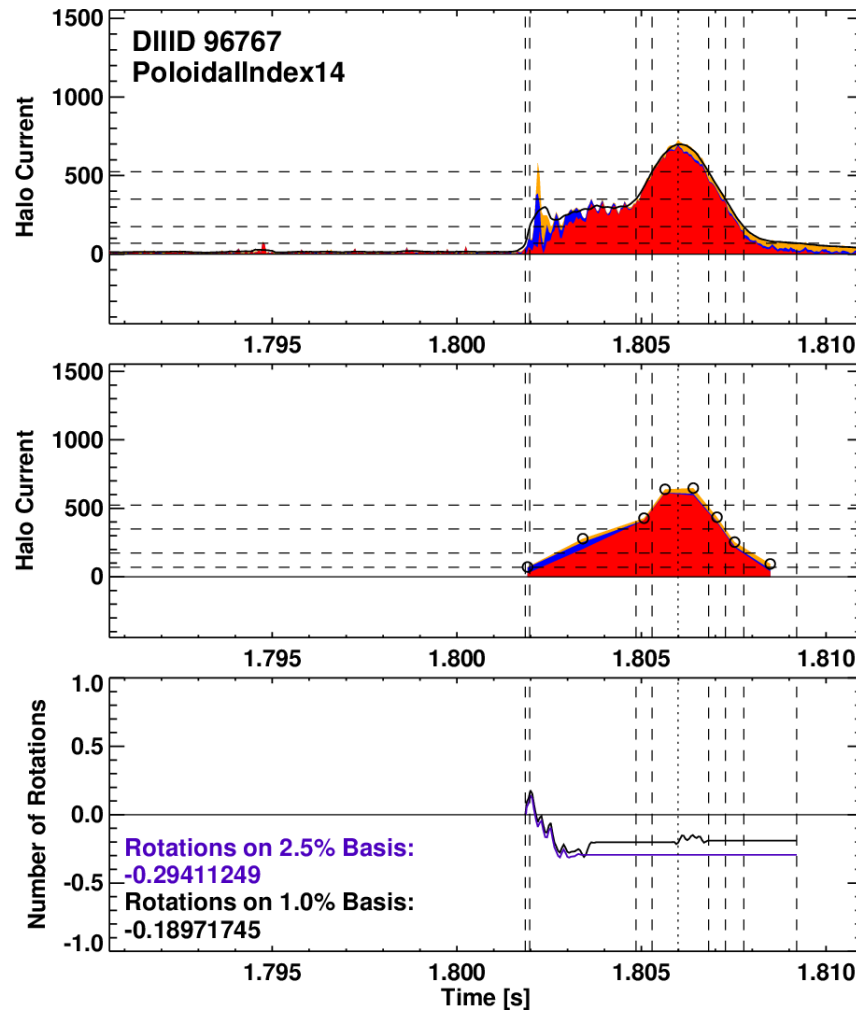 DIIID 96767
PoloidalIndex14
Halo Current
1500
1000
500
0
1.795 1.800 1.805 1.810
Halo Current
1500
1000
500
0
1.795 1.800 1.805 1.810
Number of Rotations
1.0
0.5
0.0
-0.5
-1.0
Rotations on 2.5% Basis:
-0.29411249
Rotations on 1.0% Basis:
-0.18971745
1.795 1.800 1.805 1.810
Time [s]